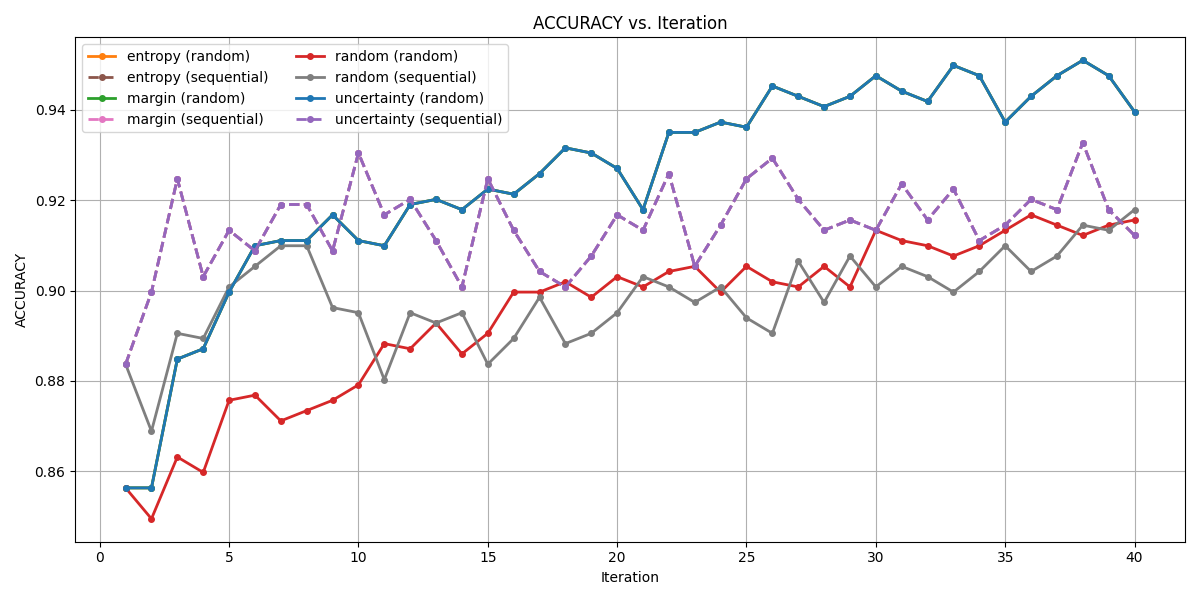 ACCURACY vs. Iteration
entropy (random)
entropy (sequential)
margin (random)
margin (sequential)
random (random)
random (sequential)
uncertainty (random)
uncertainty (sequential)
ACCURACY
0.94
0.92
0.90
0.88
0.86
0 5 10 15 20 25 30 35 40
Iteration